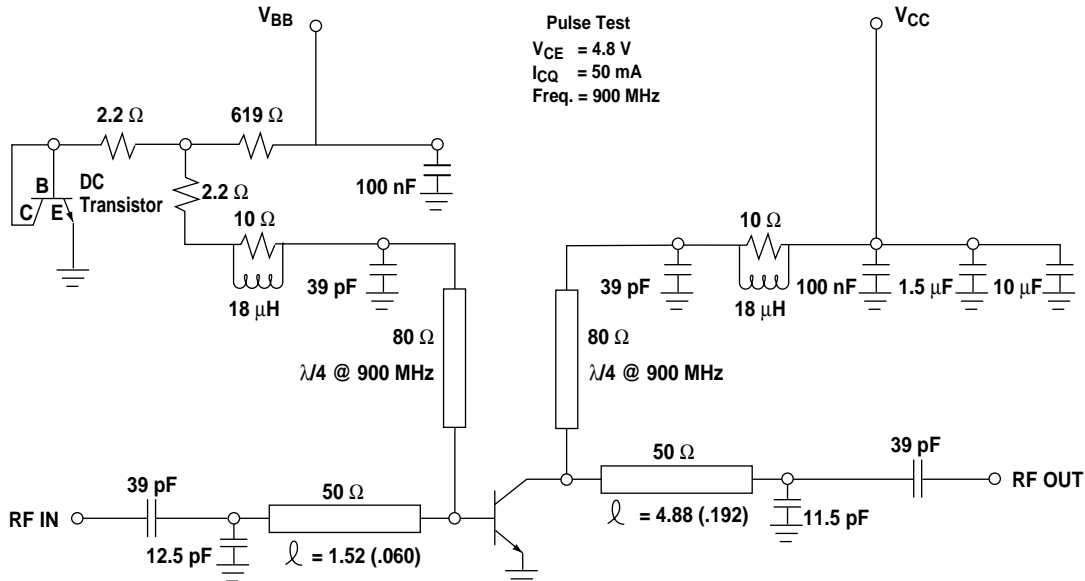 V_BB
Pulse Test
V_CE = 4.8 V
I_CQ = 50 mA
Freq. = 900 MHz
V_CC
2.2 Ω
619 Ω
100 nF
B
C
E
DC
Transistor
2.2 Ω
10 Ω
18 μH
39 pF
80 Ω
λ/4 @ 900 MHz
39 pF
10 Ω
18 μH
100 nF
1.5 μF
10 μF
80 Ω
λ/4 @ 900 MHz
RF IN
39 pF
12.5 pF
50 Ω
ℓ = 1.52 (.060)
50 Ω
ℓ = 4.88 (.192)
11.5 pF
39 pF
RF OUT